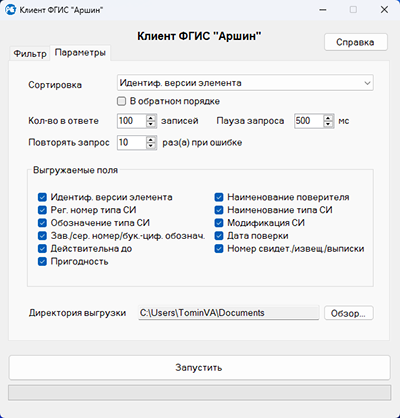 Клиент ФГИС "Аршин"
Клиент ФГИС "Аршин"
Справка
Фильтр Параметры
Сортировка Идентиф. версии элемента
В обратном порядке
Кол-во в ответе 100 записей Пауза запроса 500 мс
Повторять запрос 10 раз(а) при ошибке
Выгружаемые поля
Идентиф. версии элемента Наименование поверителя
Рег. номер типа СИ Наименование типа СИ
Обозначение типа СИ Модификация СИ
Зав./сер. номер/бук.-циф. обознач. Дата поверки
Действительна до Номер свидет./извещ./выписки
Пригодность
Директория выгрузки C:\Users\TominVA\Documents Обзор...
Запустить